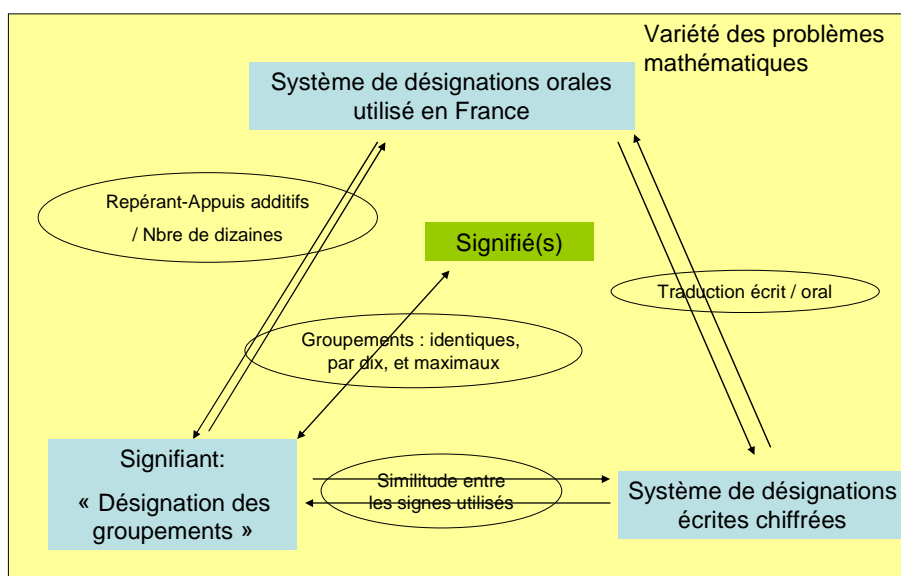 Variété des problèmes
mathématiques
Système de désignations orales
utilisé en France
Repérant-Appuis additifs
/ Nbre de dizaines
Signifié(s)
Traduction écrit / oral
Groupements : identiques,
par dix, et maximaux
Signifiant:
« Désignation des
groupements »
Similitude entre
les signes utilisés
Système de désignations
écrites chiffrées